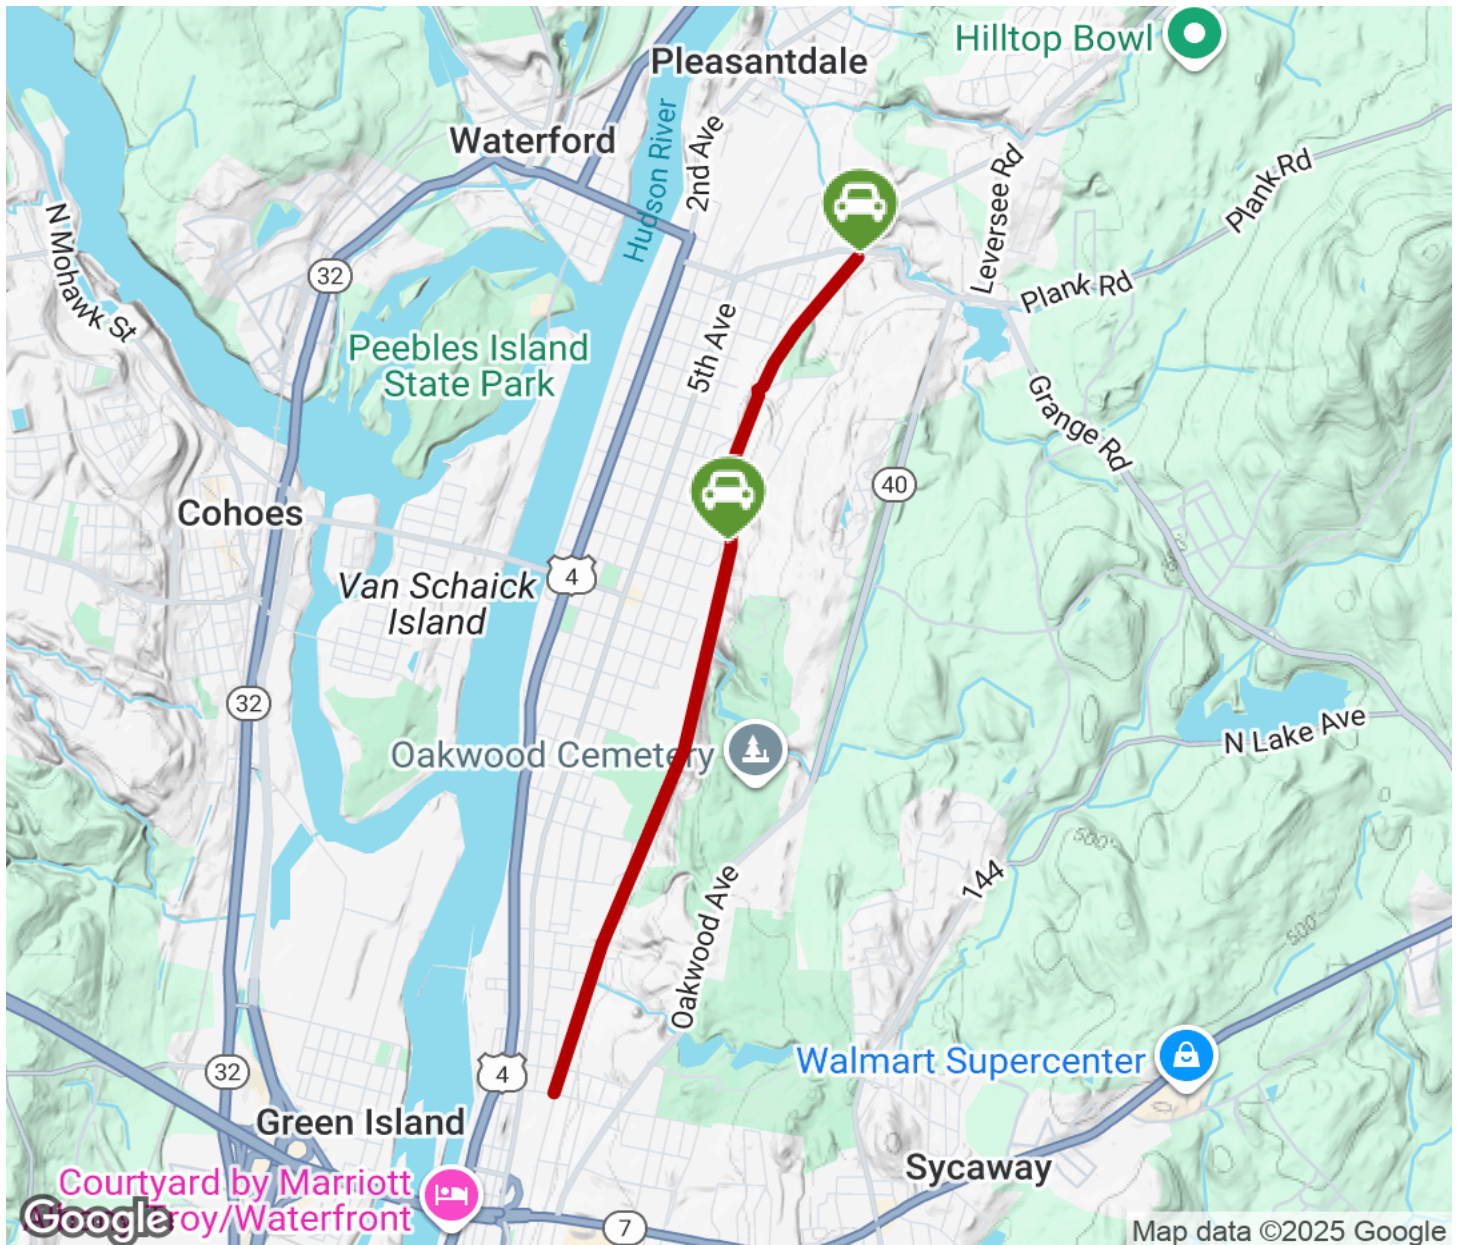 Hilltop Bowl
Pleasantdale
Waterford
Hudson River
2nd Ave
Leversee Rd
Plank Rd
N Mohawk St
32
Plank Rd
5th Ave
Peebles Island
State Park
Grange Rd
40
Cohoes
Van Schaick
Island
4
32
N Lake Ave
Oakwood Cemetery
500'
144
Oakwood Ave
500'
Walmart Supercenter
32
4
Green Island
Sycaway
Courtyard by Marriott
Troy/Waterfront
Google
7
Map data ©2025 Google